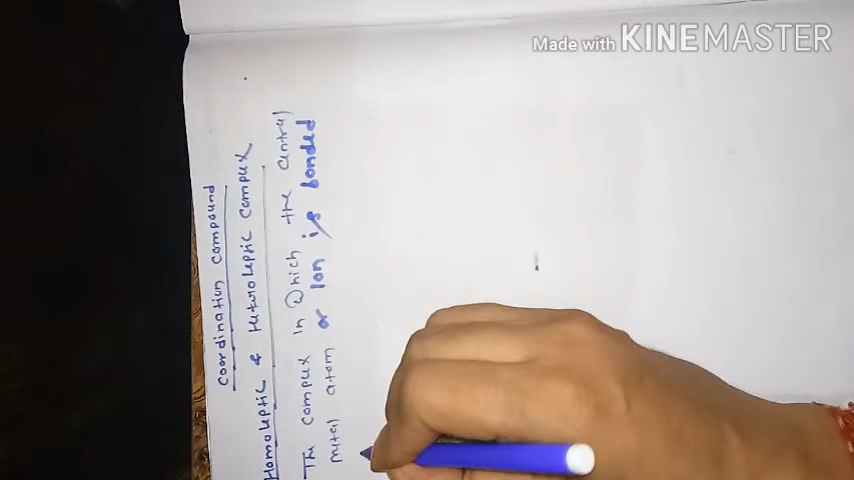 Made with KINEMASTER
Coordination compound
Homoleptic & Heteroleptic complex
The complex in which the central
metal atom or Ion is bonded